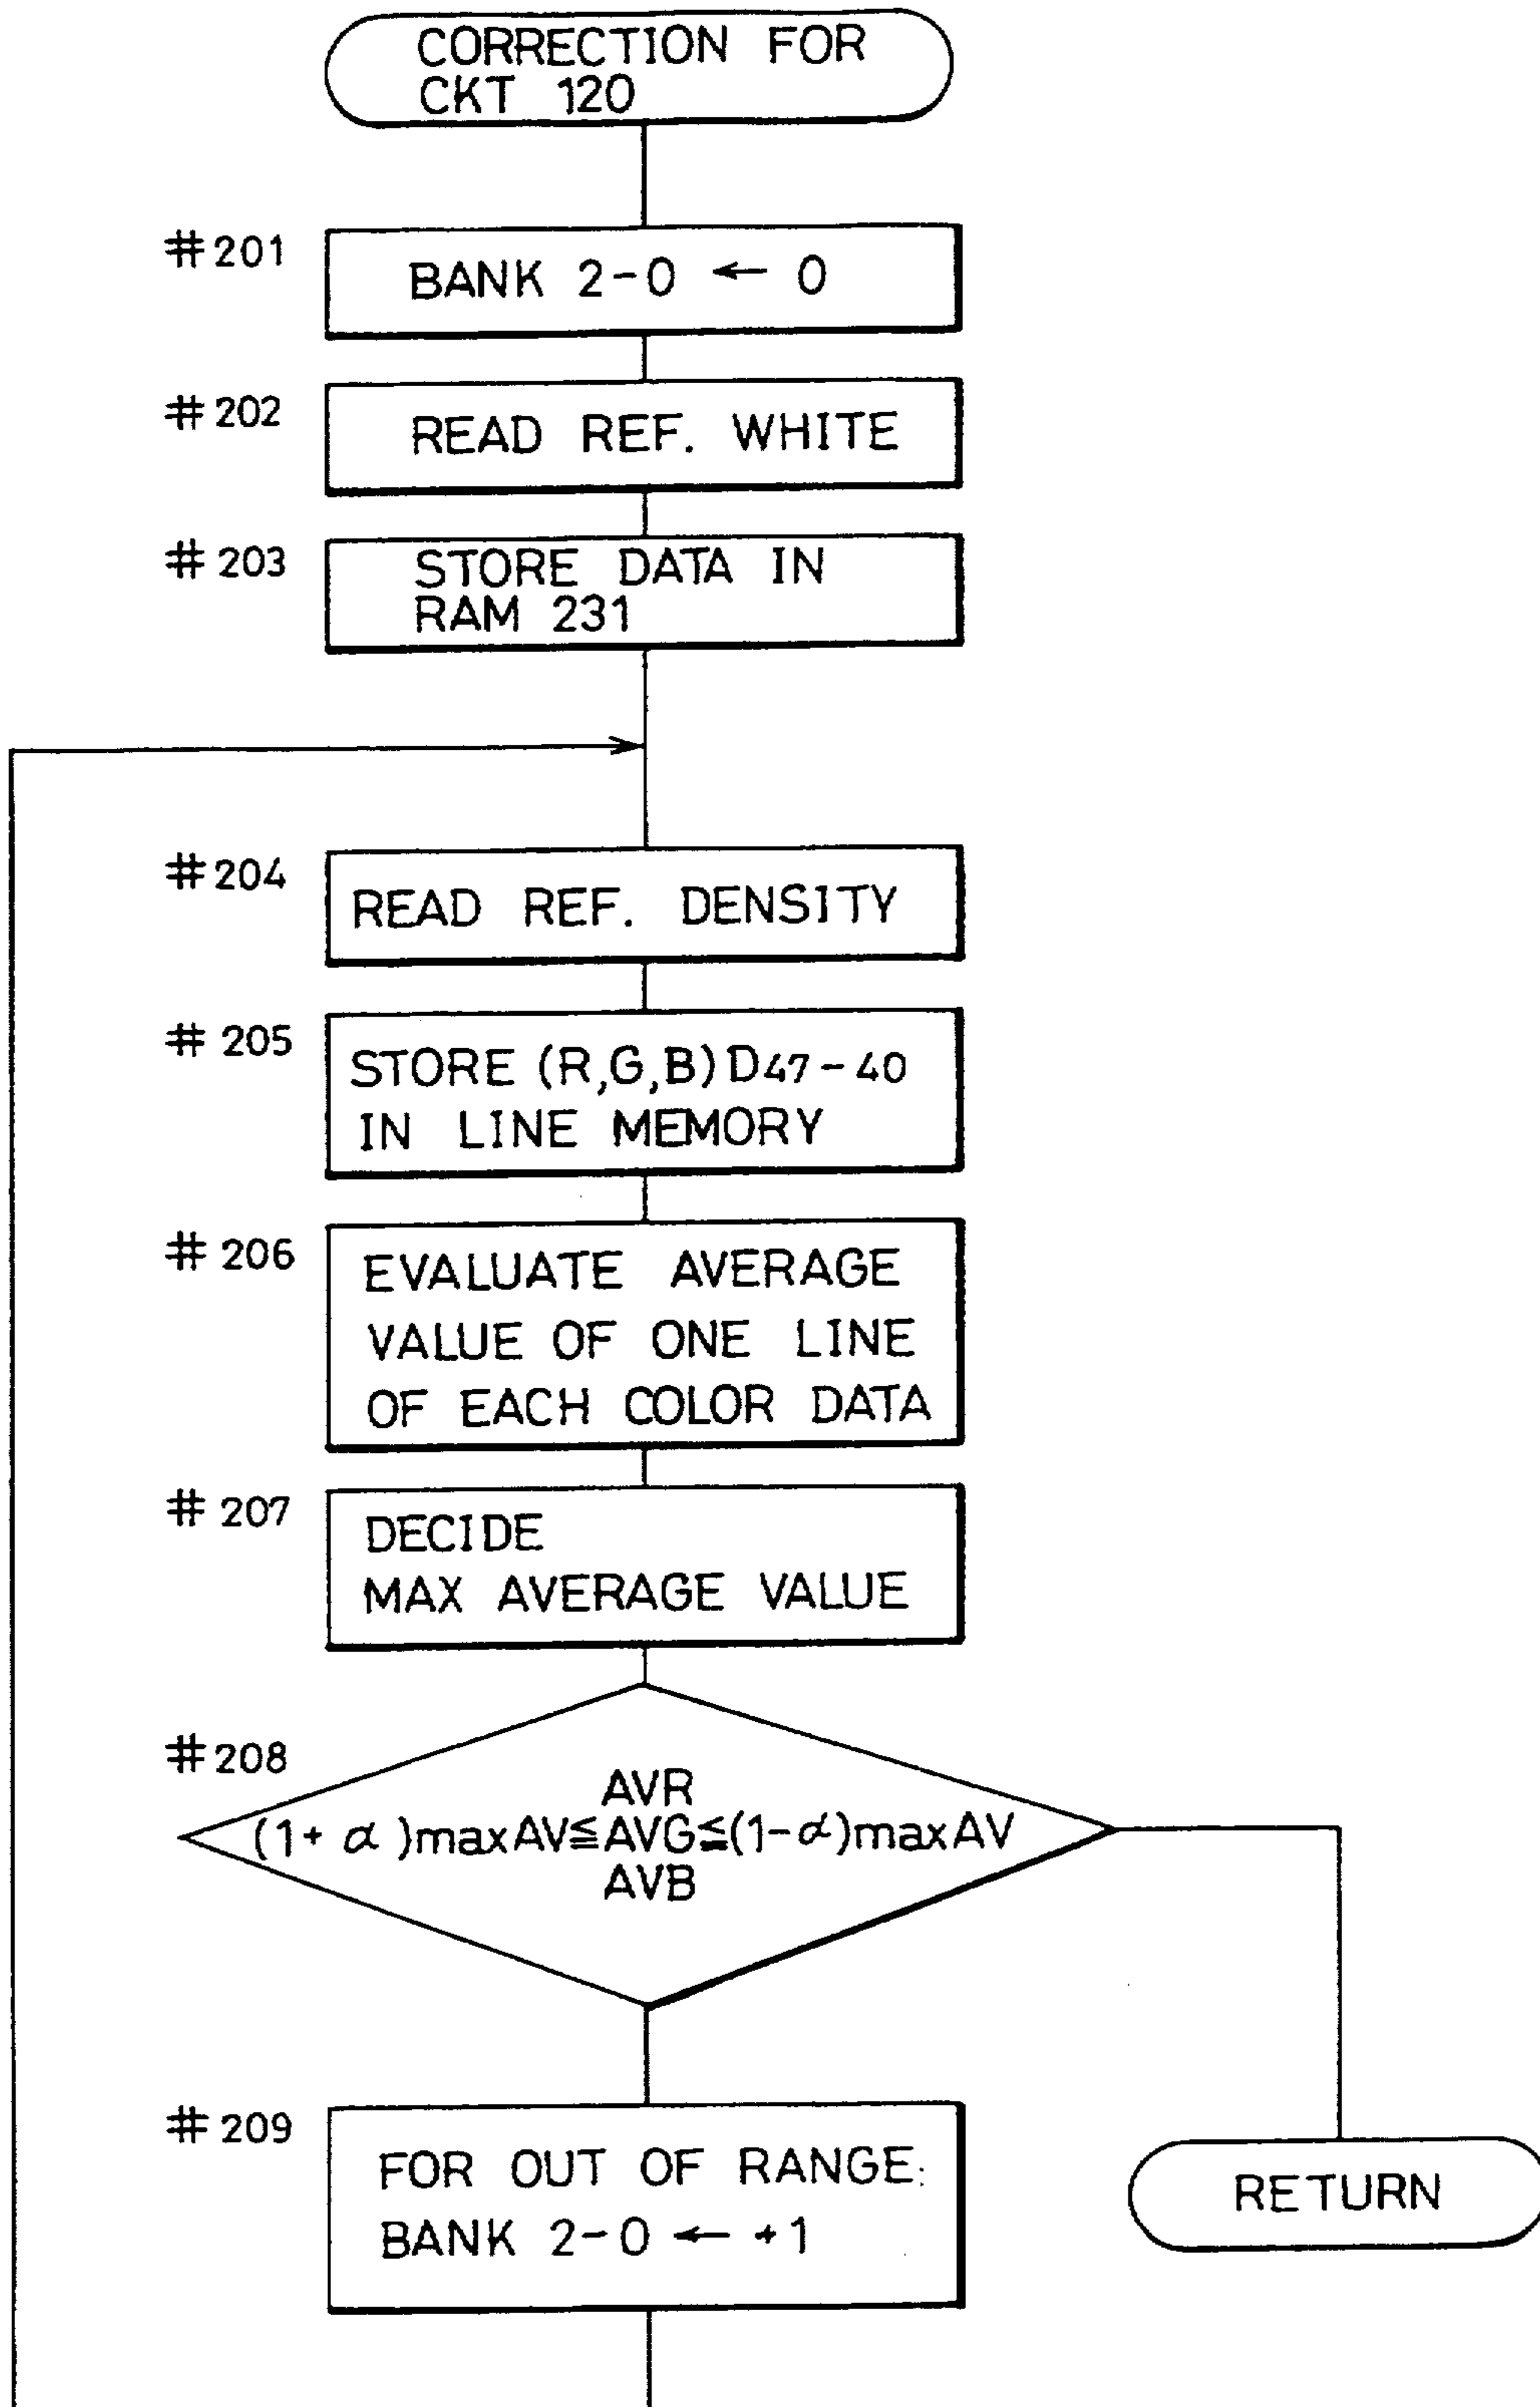 CORRECTION FOR
CKT 120
#201
BANK 2-0 ← 0
#202
READ REF. WHITE
#203
STORE DATA IN
RAM 231
#204
READ REF. DENSITY
#205
STORE (R,G,B) D47-40
IN LINE MEMORY
#206
EVALUATE AVERAGE
VALUE OF ONE LINE
OF EACH COLOR DATA
#207
DECIDE
MAX AVERAGE VALUE
#208
AVR
(1+α)maxAV≦AVG≦(1-α)maxAV
AVB
#209
FOR OUT OF RANGE:
BANK 2-0 ← +1
RETURN